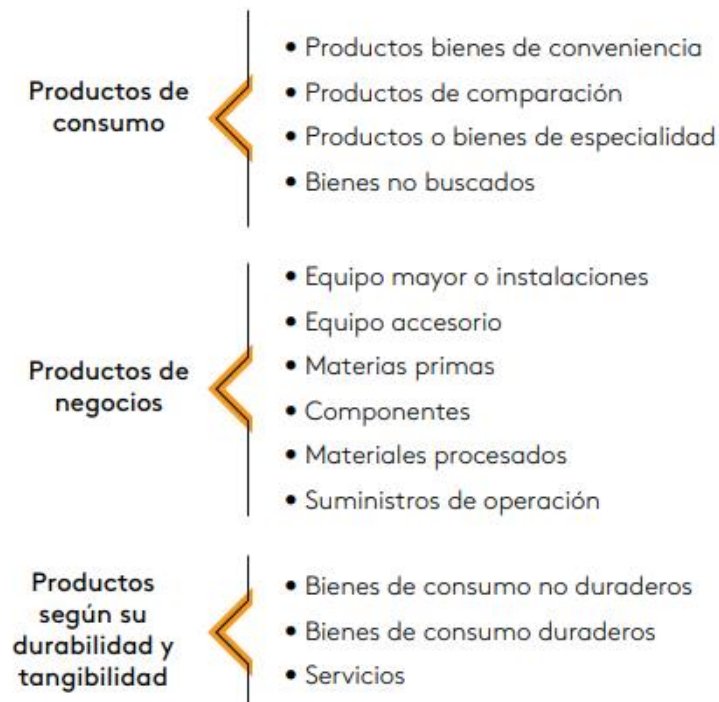 Productos de
consumo
• Productos bienes de conveniencia
• Productos de comparación
• Productos o bienes de especialidad
• Bienes no buscados
Productos de
negocios
• Equipo mayor o instalaciones
• Equipo accesorio
• Materias primas
• Componentes
• Materiales procesados
• Suministros de operación
Productos
según su
durabilidad y
tangibilidad
• Bienes de consumo no duraderos
• Bienes de consumo duraderos
• Servicios